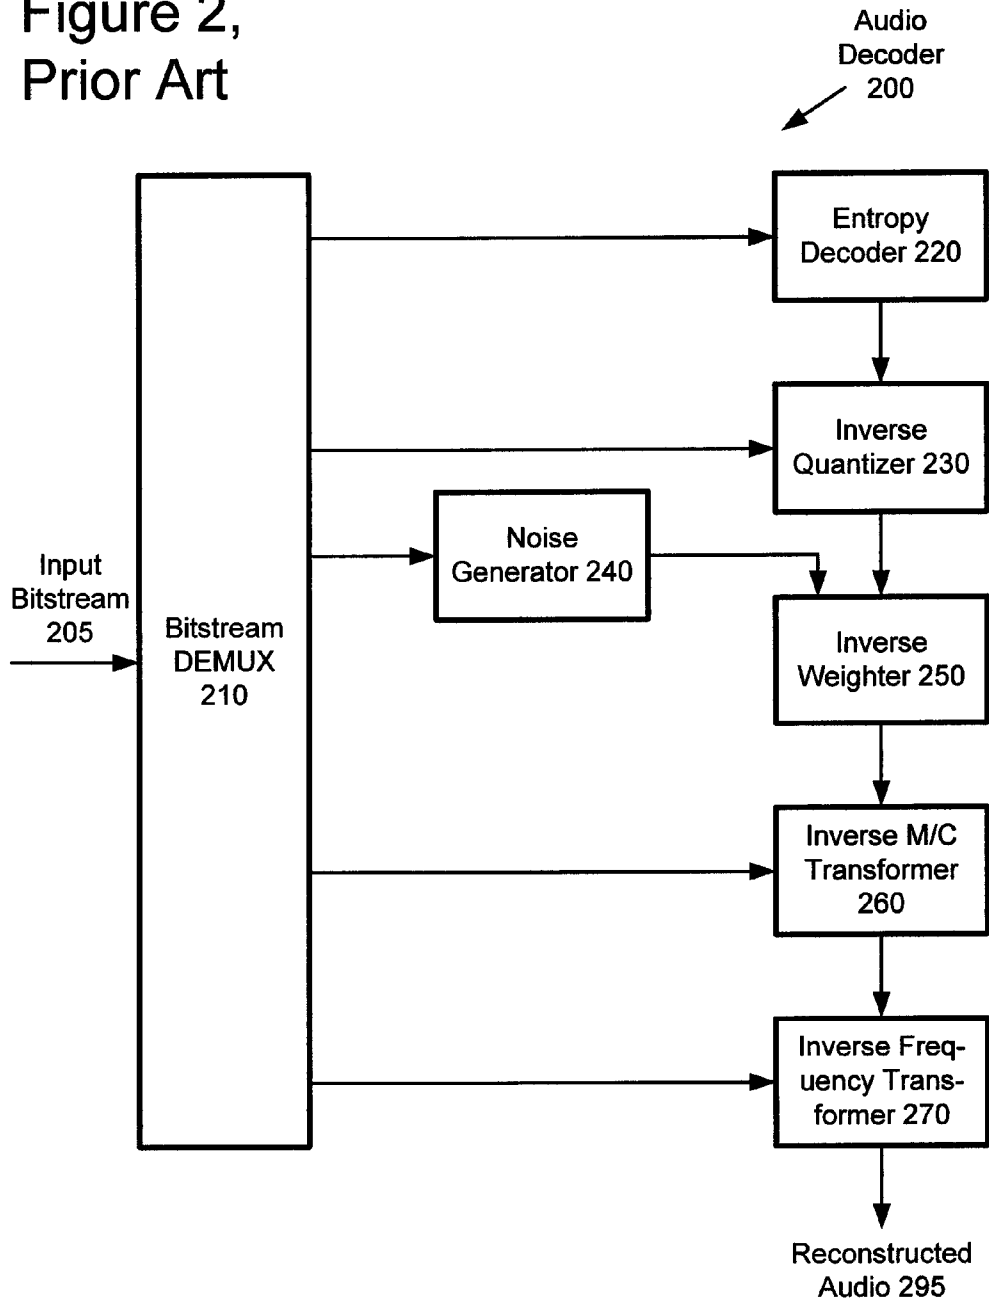 Figure 2,
Prior Art
Audio
Decoder
200
Entropy
Decoder 220
Inverse
Quantizer 230
Noise
Generator 240
Input
Bitstream
205
Bitstream
DEMUX
210
Inverse
Weighter 250
Inverse M/C
Transformer
260
Inverse Freq-
uency Trans-
former 270
Reconstructed
Audio 295